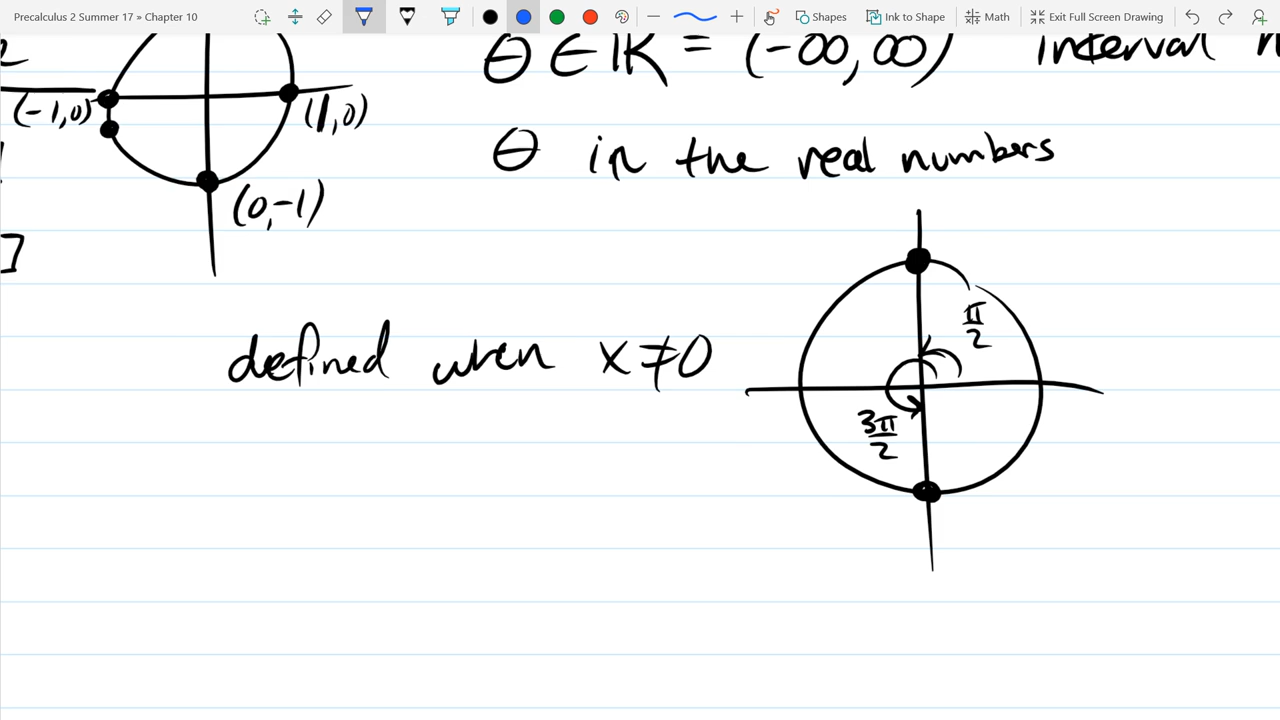 Precalculus 2 Summer 17 » Chapter 10
Shapes
Ink to Shape
Math
Exit Full Screen Drawing
θ ∈ ℝ = (-∞,∞) interval
(-1,0)
(1,0)
θ in the real numbers
(0,-1)
]
π/2
defined when x≠0
3π/2